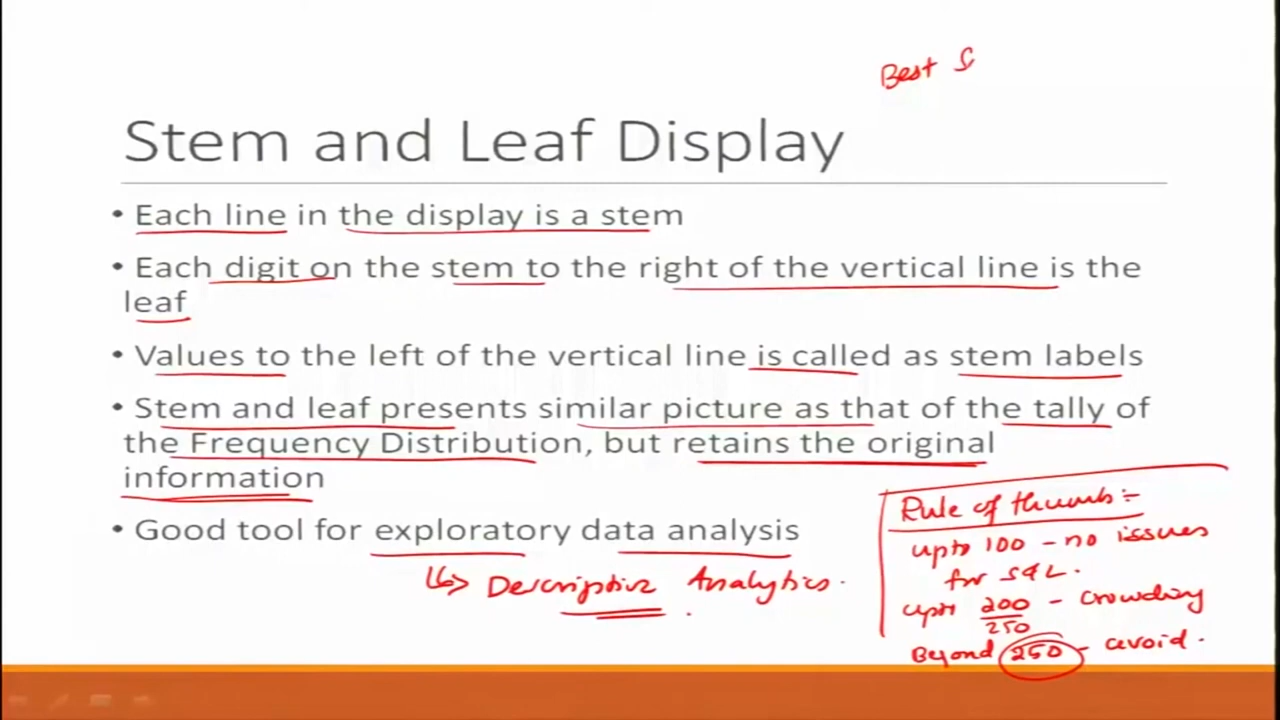 Best S
Stem and Leaf Display
• Each line in the display is a stem
• Each digit on the stem to the right of the vertical line is the
leaf
• Values to the left of the vertical line is called as stem labels
• Stem and leaf presents similar picture as that of the tally of
the Frequency Distribution, but retains the original
information
• Good tool for exploratory data analysis
↳ Descriptive Analytics.
Rule of thumb :-
upto 100 - no issues
for S&L.
upto 200/250 - crowding
Beyond 250 - avoid.